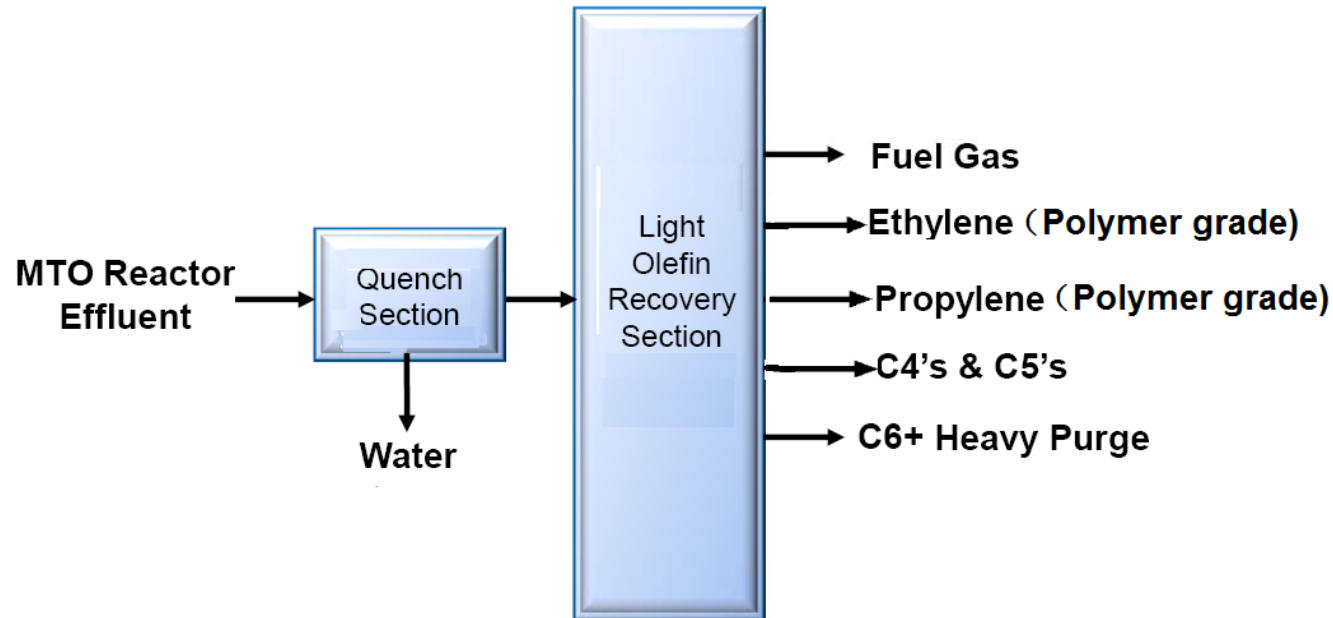 MTO Reactor
Effluent
Quench
Section
Water
Light
Olefin
Recovery
Section
Fuel Gas
Ethylene（Polymer grade)
Propylene（Polymer grade)
C4’s & C5’s
C6+ Heavy Purge